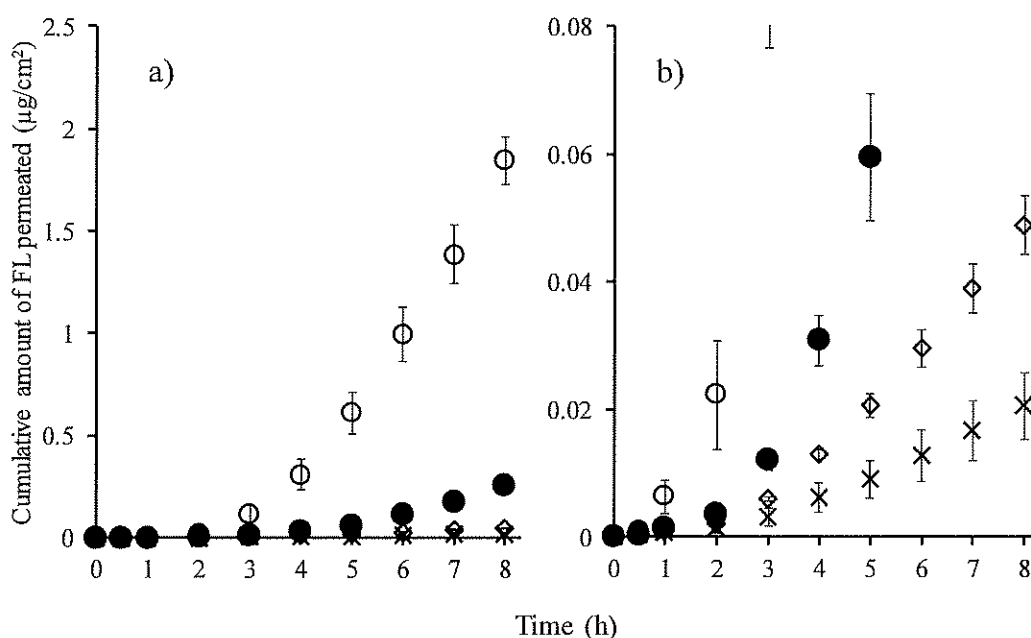 a)
Cumulative amount of FL permeated (μg/cm²)
2.5
2
1.5
1
0.5
0
0 1 2 3 4 5 6 7 8
b)
0.08
0.06
0.04
0.02
0
0 1 2 3 4 5 6 7 8
Time (h)